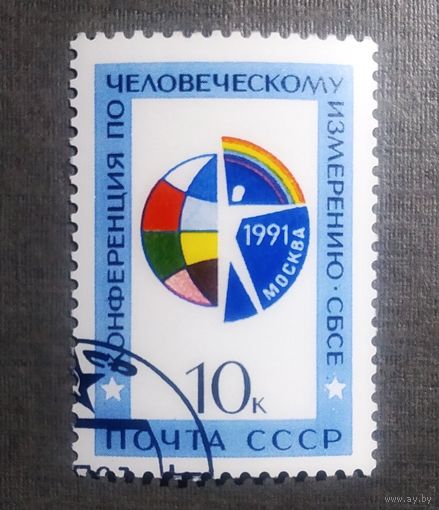 КОНФЕРЕНЦИЯ ПО
ЧЕЛОВЕЧЕСКОМУ
ИЗМЕРЕНИЮ · СБСЕ
1991
МОСКВА
10к
ПОЧТА СССР
ay.by